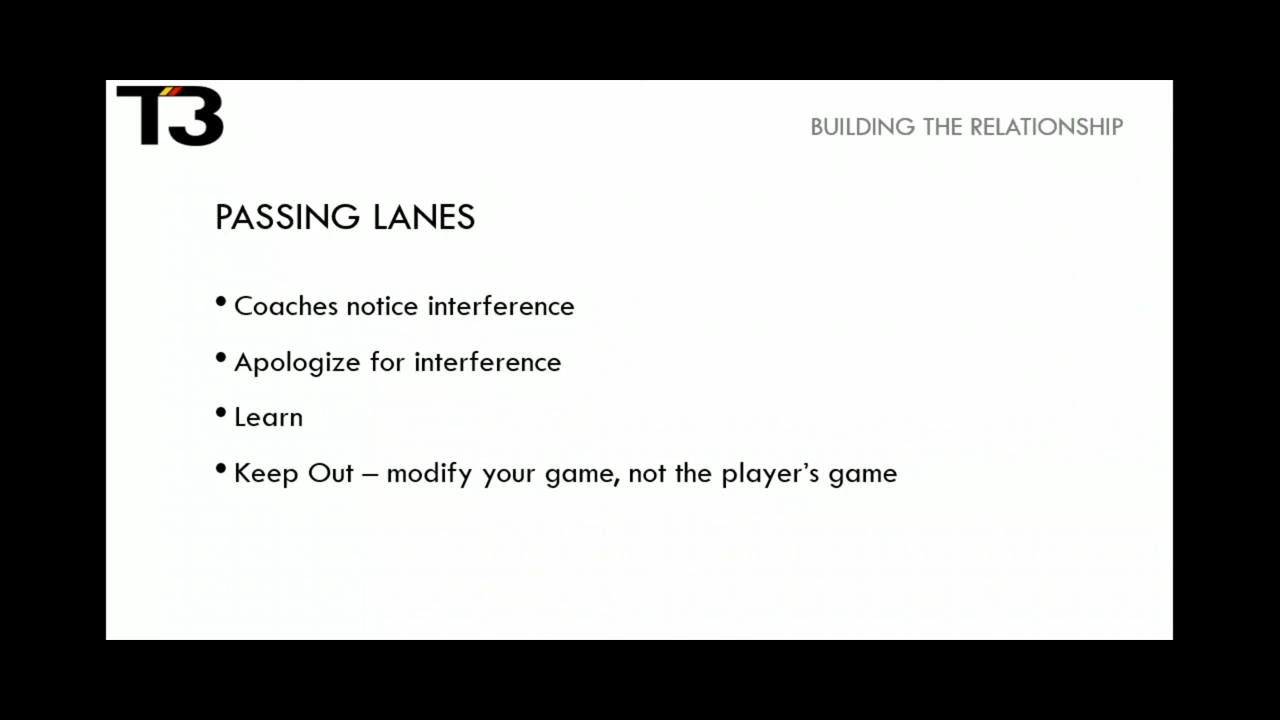 T3
BUILDING THE RELATIONSHIP
PASSING LANES
• Coaches notice interference
• Apologize for interference
• Learn
• Keep Out – modify your game, not the player’s game